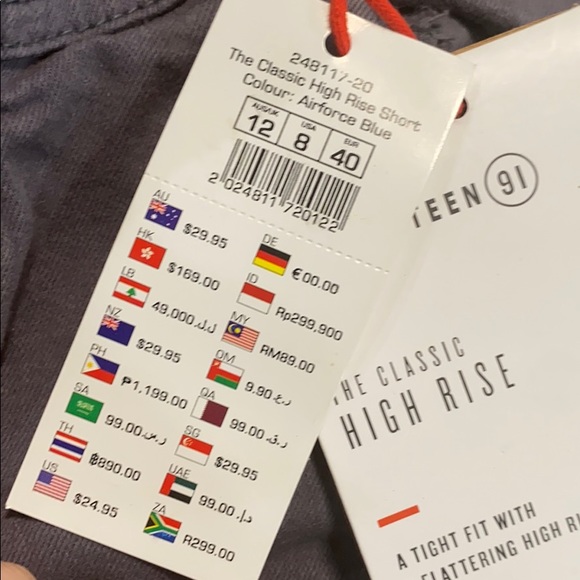 248117-20
The Classic High Rise Short
Colour: Airforce Blue
AUS/UK USA EUR
12 8 40
2 024811 720122
AU $29.95
DE €00.00
HK $169.00
ID Rp299,900
LB 49,000.ل.ل
MY RM89.00
NZ $29.95
OM 9.90 ر.ع
PH ₱1,199.00
QA 99.00 ر.ق
SA 99.00 ر.س
SG $29.95
TH ฿890.00
UAE 99.00 د.إ
US $24.95
ZA R299.00
TEEN 91
THE CLASSIC
HIGH RISE
A TIGHT FIT WITH
FLATTERING HIGH